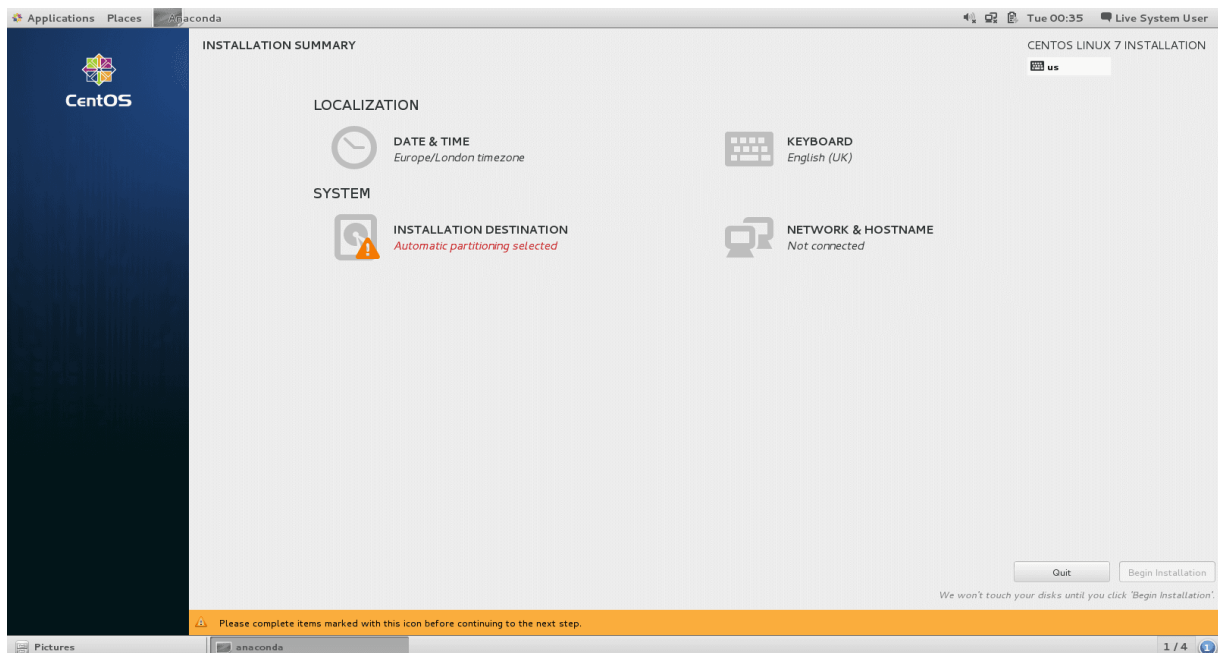 Applications Places Anaconda Tue 00:35 Live System User
INSTALLATION SUMMARY
CENTOS LINUX 7 INSTALLATION
us
CentOS
LOCALIZATION
DATE & TIME
Europe/London timezone
KEYBOARD
English (UK)
SYSTEM
INSTALLATION DESTINATION
Automatic partitioning selected
NETWORK & HOSTNAME
Not connected
Quit Begin Installation
We won't touch your disks until you click 'Begin Installation'.
Please complete items marked with this icon before continuing to the next step.
Pictures anaconda 1 / 4 1